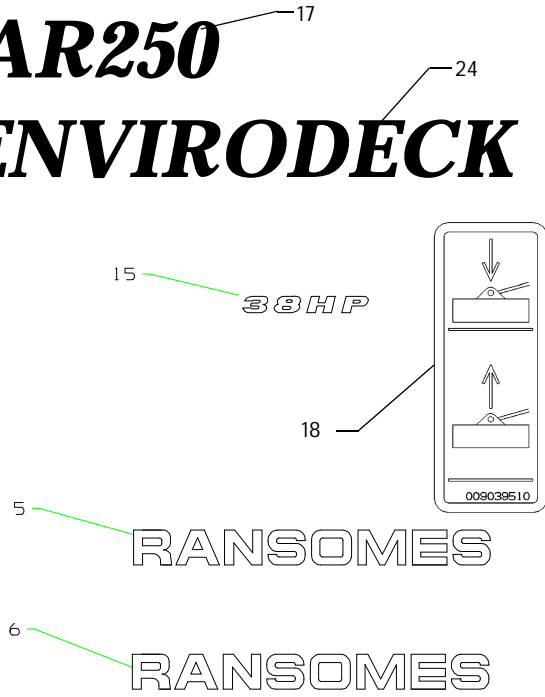 17
AR250
24
ENVIRODECK
15
38HP
18
009039510
5
RANSOMES
6
RANSOMES